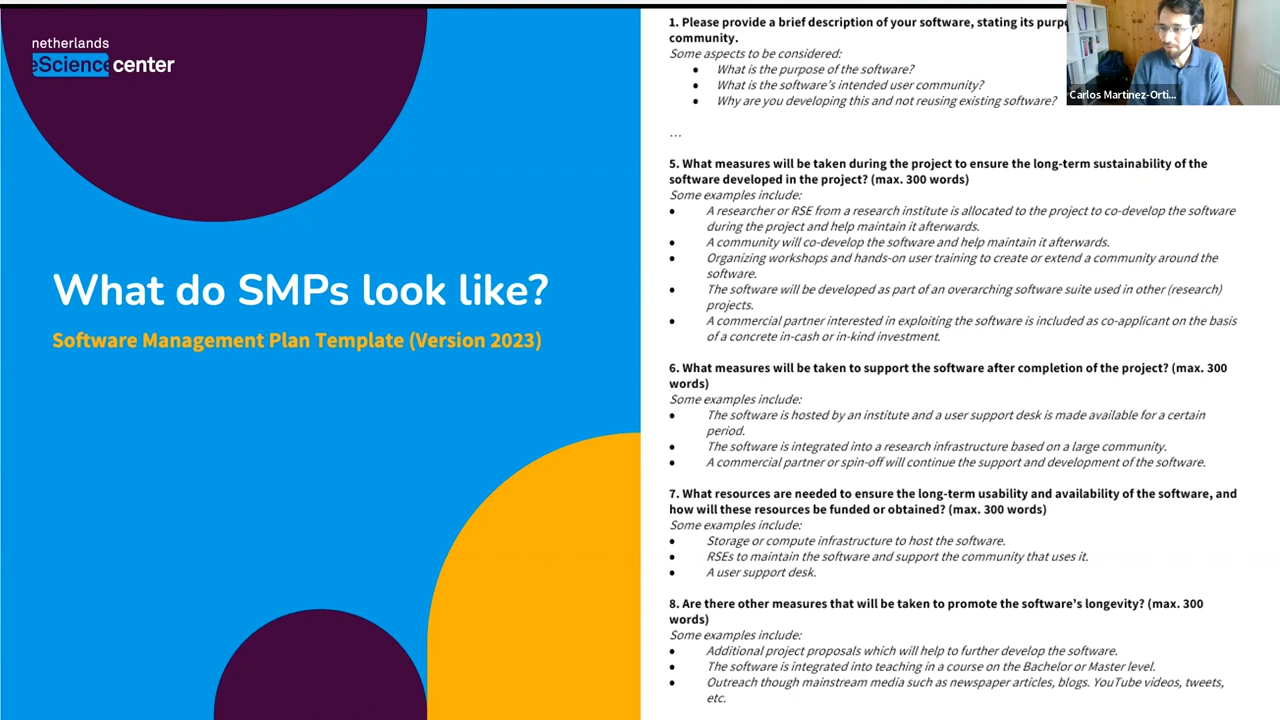 netherlands
eScience center
What do SMPs look like?
Software Management Plan Template (Version 2023)
1. Please provide a brief description of your software, stating its
community.
Some aspects to be considered:
• What is the purpose of the software?
• What is the software's intended user community?
• Why are you developing this and not reusing existing software?
Carlos Martinez-Orti...
...
5. What measures will be taken during the project to ensure the long-term sustainability of the
software developed in the project? (max. 300 words)
Some examples include:
• A researcher or RSE from a research institute is allocated to the project to co-develop the software
during the project and help maintain it afterwards.
• A community will co-develop the software and help maintain it afterwards.
• Organizing workshops and hands-on user training to create or extend a community around the
software.
• The software will be developed as part of an overarching software suite used in other (research)
projects.
• A commercial partner interested in exploiting the software is included as co-applicant on the basis
of a concrete in-cash or in-kind investment.
6. What measures will be taken to support the software after completion of the project? (max. 300
words)
Some examples include:
• The software is hosted by an institute and a user support desk is made available for a certain
period.
• The software is integrated into a research infrastructure based on a large community.
• A commercial partner or spin-off will continue the support and development of the software.
7. What resources are needed to ensure the long-term usability and availability of the software, and
how will these resources be funded or obtained? (max. 300 words)
Some examples include:
• Storage or compute infrastructure to host the software.
• RSEs to maintain the software and support the community that uses it.
• A user support desk.
8. Are there other measures that will be taken to promote the software's longevity? (max. 300
words)
Some examples include:
• Additional project proposals which will help to further develop the software.
• The software is integrated into teaching in a course on the Bachelor or Master level.
• Outreach though mainstream media such as newspaper articles, blogs. YouTube videos, tweets,
etc.